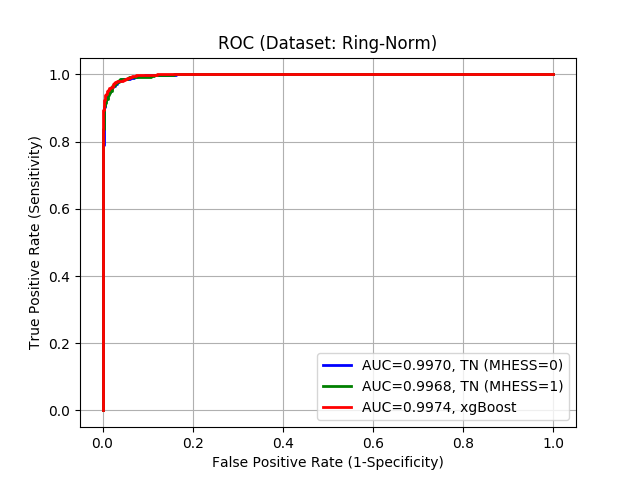 ROC (Dataset: Ring-Norm)
True Positive Rate (Sensitivity)
1.0
0.8
0.6
0.4
0.2
0.0
AUC=0.9970, TN (MHESS=0)
AUC=0.9968, TN (MHESS=1)
AUC=0.9974, xgBoost
0.0 0.2 0.4 0.6 0.8 1.0
False Positive Rate (1-Specificity)